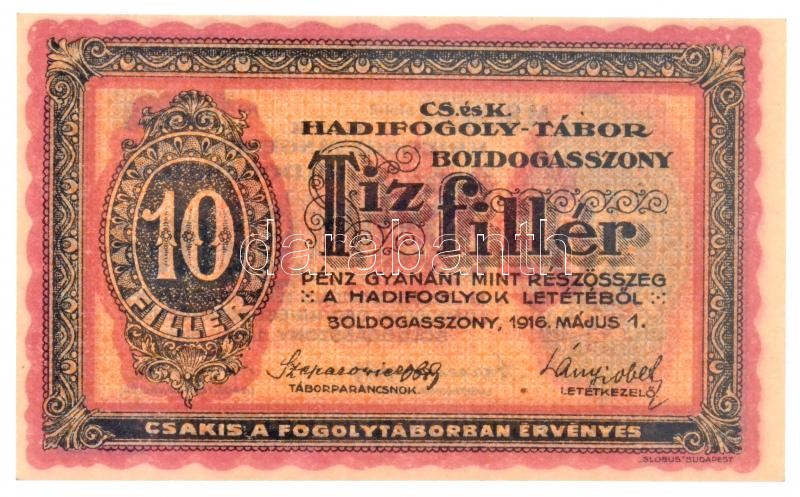 CS. és K.
HADIFOGOLY-TÁBOR
BOLDOGASSZONY
Tiz
fillér
10
FILLÉR
PÉNZ GYANÁNT MINT RÉSZÖSSZEG
A HADIFOGLYOK LETÉTÉBŐL
BOLDOGASSZONY, 1916. MÁJUS 1.
TÁBORPARANCSNOK.
LETÉTKEZELŐ
CSAKIS A FOGOLYTÁBORBAN ÉRVÉNYES
„GLOBUS" BUDAPEST
darabanth